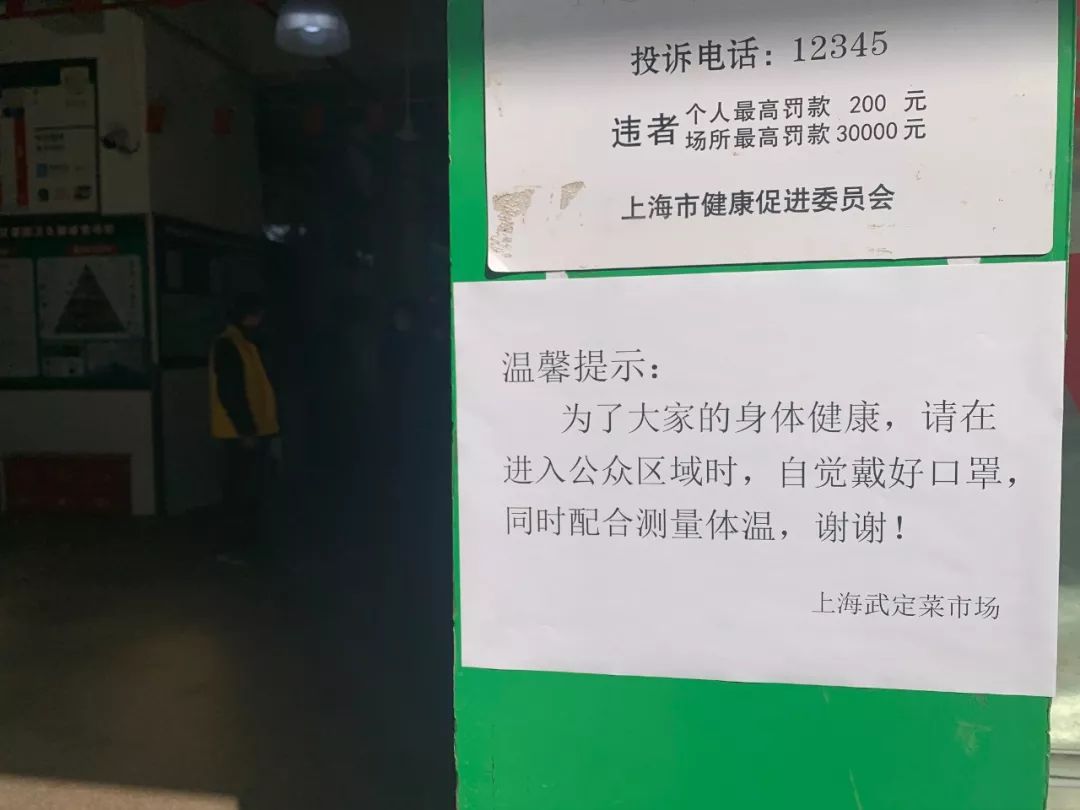 投诉电话：12345
违者 个人最高罚款 200 元
场所最高罚款 30000 元
上海市健康促进委员会
温馨提示：
为了大家的身体健康，请在
进入公众区域时，自觉戴好口罩，
同时配合测量体温，谢谢！
上海武定菜市场